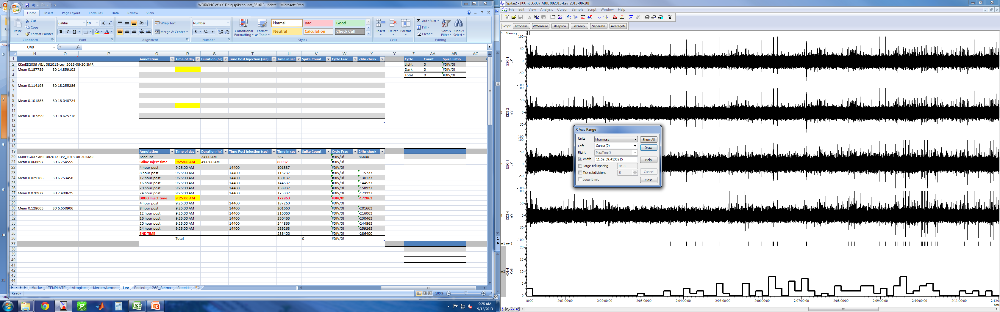 WORKING of KK-Drug spikecounts_081613 update - Microsoft Excel
Home Insert Page Layout Formulas Data Review View
Paste Cut Copy Format Painter Clipboard
Calibri 10 Font
Wrap Text Merge & Center Alignment
Number Number
Conditional Formatting Format as Table Normal Bad Good Neutral Calculation Check Cell Styles
Insert Delete Format Cells
AutoSum Fill Clear Sort & Filter Find & Select Editing
U40 fx
N O P Q R S T U V W X Y Z AA AB AC
1 Annotation Time of day Duration (hr) Time Post Injection (sec) Time in sec Spike Count Cycle Frac 24hr check Cycle Count Spike Ratio
2 KKmEEG039 ABJL 082013-Lev_2013-08-20.SMR Light 0 #DIV/0!
3 Mean 0.187739 SD 14.859102 Dark 0 #DIV/0!
4 Total 0 #DIV/0!
5
6 Mean 0.114195 SD 18.255286
7
8
9 Mean 0.101385 SD 18.048724
10
11
12 Mean 0.187399 SD 18.625718
13
14
15
16
17
18
19 Annotation Time of day Duration (hr) Time Post Injection (sec) Time in sec Spike Count Cycle Frac 24hr check
20 KKmEEG037 ABJL 082013-Lev_2013-08-20.SMR Baseline 24:00 AM 537 #DIV/0! 86400
21 Mean 0.068897 SD 6.754555 Saline Inject time 9:25:00 AM 4:00:00 AM 86937 #DIV/0!
22 4 hour post 9:25:00 AM 14400 101337 #DIV/0!
23 8 hour post 9:25:00 AM 14400 115737 #DIV/0! -115737
24 Mean 0.029186 SD 6.753458 12 hour post 9:25:00 AM 14400 130137 #DIV/0! -130137
25 16 hour post 9:25:00 AM 14400 144537 #DIV/0! -144537
26 20 hour post 9:25:00 AM 14400 158937 #DIV/0! -158937
27 Mean 0.070972 SD 7.409625 24 hour post 9:25:00 AM 14400 173337 #DIV/0! -173337
28 DRUG Inject time 9:25:00 AM 172863 #DIV/0! -172863
29 4 hour post 9:25:00 AM 14400 187263 #DIV/0!
30 Mean 0.128665 SD 6.650906 8 hour post 9:25:00 AM 14400 201663 #DIV/0! -201663
31 12 hour post 9:25:00 AM 14400 216063 #DIV/0! -216063
32 16 hour post 9:25:00 AM 14400 230463 #DIV/0! -230463
33 20 hour post 9:25:00 AM 14400 244863 #DIV/0! -244863
34 24 hour post 9:25:00 AM 14400 259263 #DIV/0! -259263
35 END TIME 286400 #DIV/0! -286400
36 Total 0 #DIV/0!
37
38
39
40
41
42
43
44
Mucke TEMPLATE Atropine Mecamylamine Lev Pooled 268_8.4mo Sheet1
Ready 100%
6
7
8
9
10
11
9:26 AM
9/12/2013
Spike2 - [KKmEEG037 ABJL 082013-Lev_2013-08-20]
File Edit View Analysis Cursor Sample Script Window Help
Script 4trodese WMeasure sleepsco kkSleep Separate AverageN
6 Memory
100
50
0
-50
-100
1 EEG 1 uV
100
50
0
-50
-100
2 EEG 2 uV
100
50
0
-50
-100
3 EEG 3 uV
100
50
0
-50
-100
4 EEG 4 uV
X Axis Range
Units hh:mm:ss Show All
Left Cursor(0) Draw
Right MaxTime()
Width 11:59:59.4136215 Help
Large tick spacing 01.0
Tick subdivisions 5 Cancel
Logarithmic Close
m1 nw-1
20
15
10
5
0
m2 401/4 Volt
2:01:00:00 2:02:00:00 2:03:00:00 2:04:00:00 2:05:00:00 2:06:00:00 2:07:00:00 2:08:00:00 2:09:00:00 2:10:00:00 2:11:00:00
hms